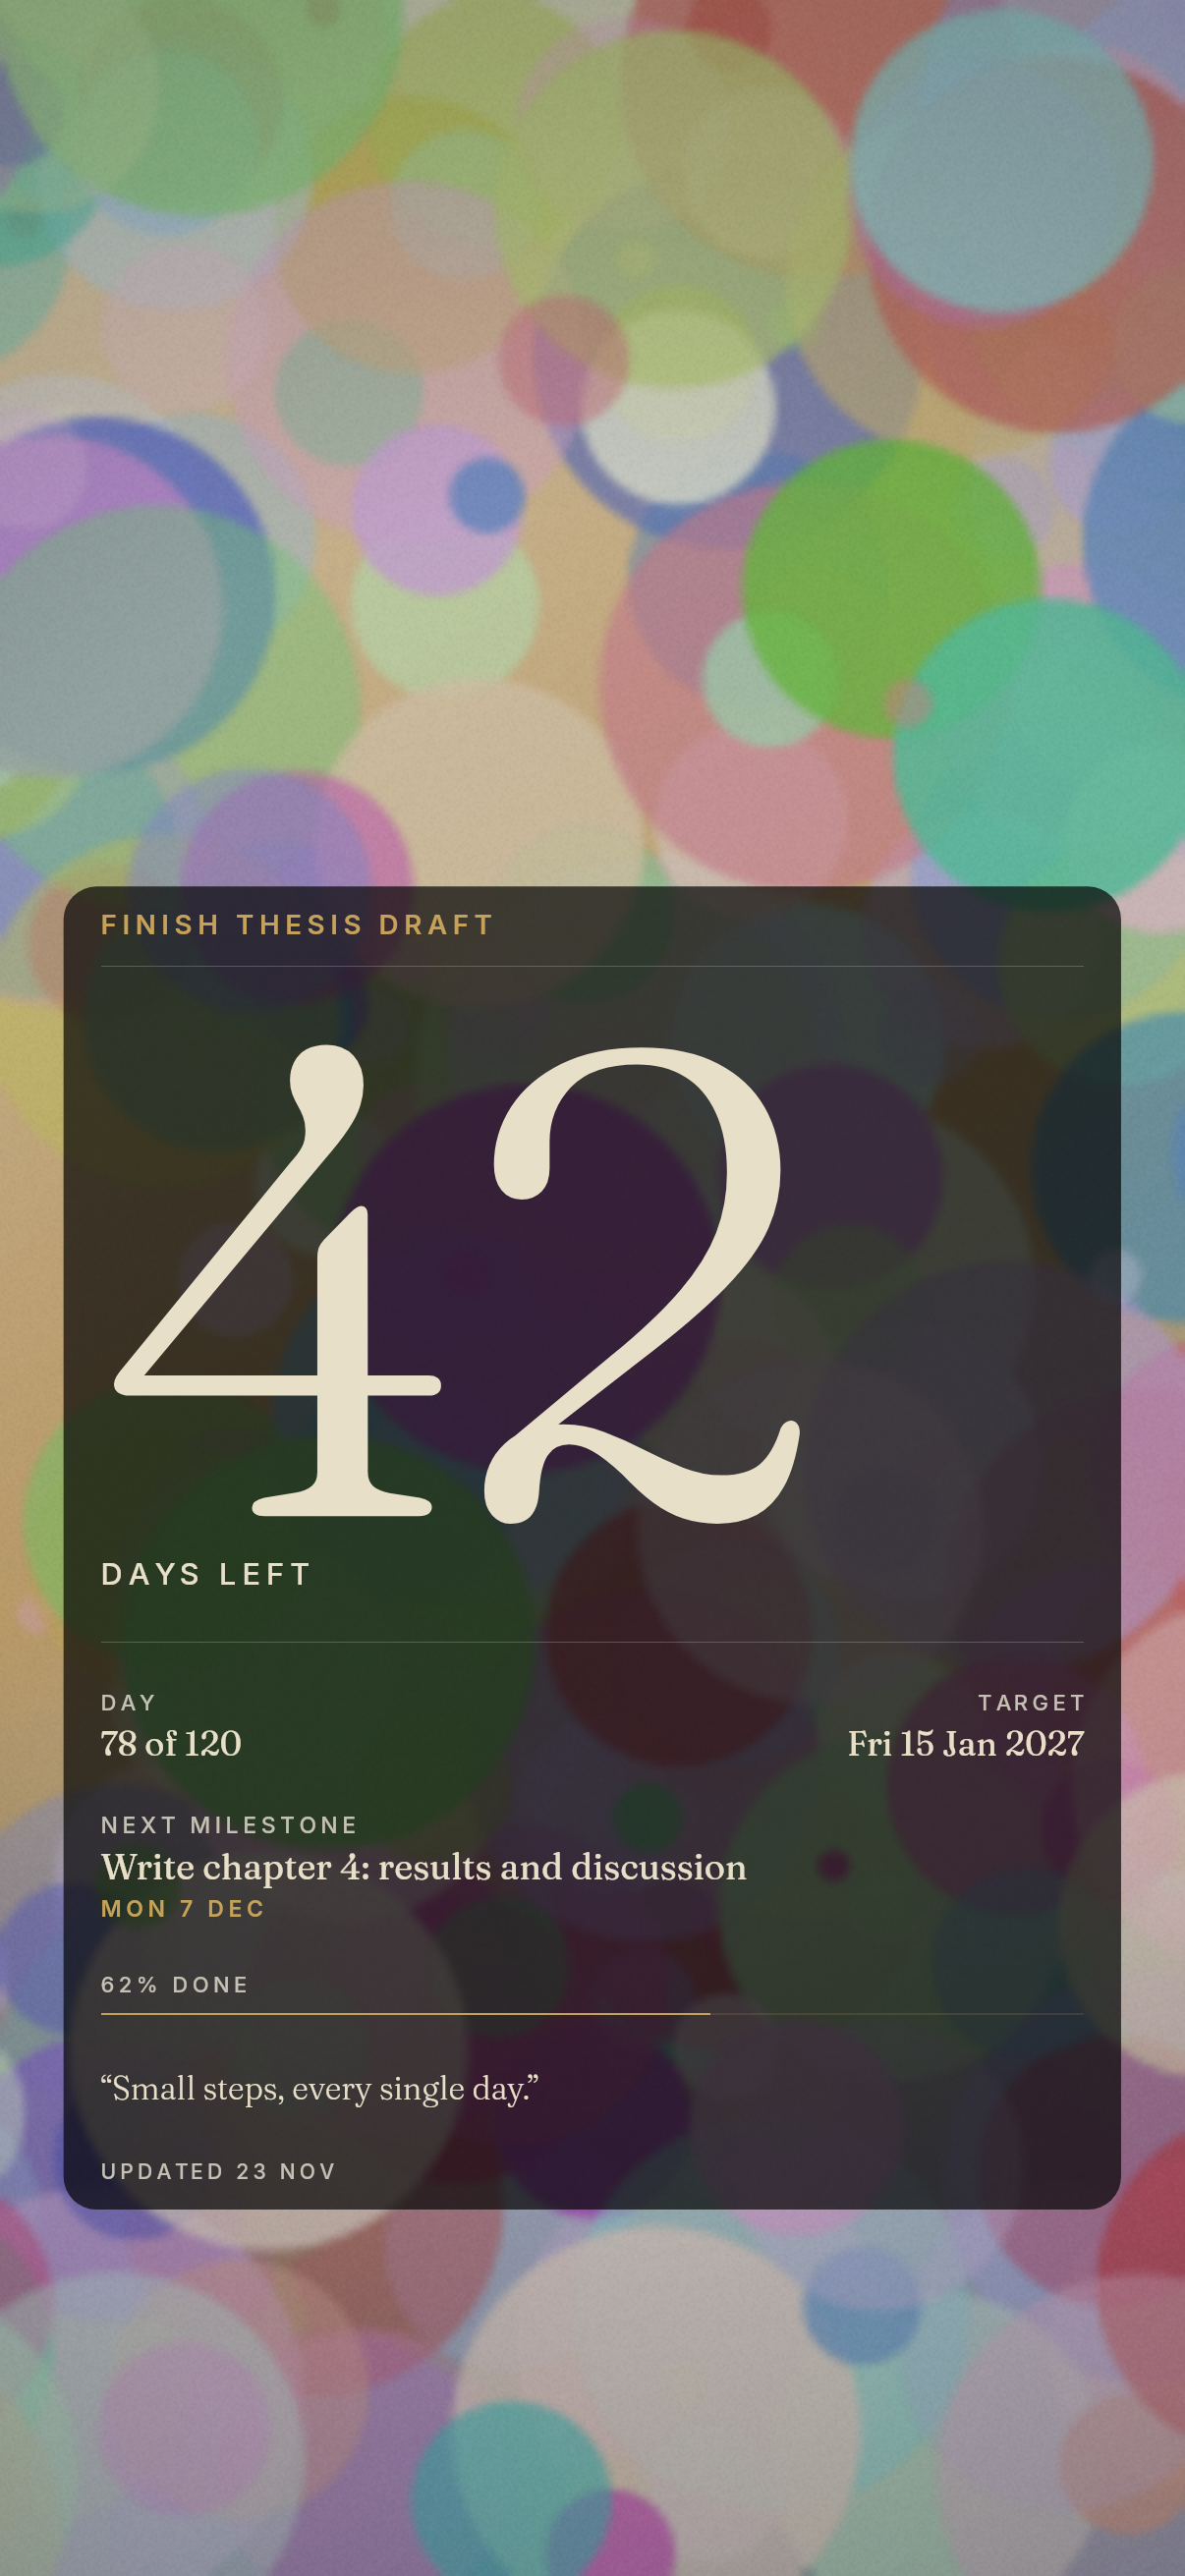 FINISH THESIS DRAFT
42
DAYS LEFT
DAY
78 of 120
TARGET
Fri 15 Jan 2027
NEXT MILESTONE
Write chapter 4: results and discussion
MON 7 DEC
62% DONE
“Small steps, every single day.”
UPDATED 23 NOV